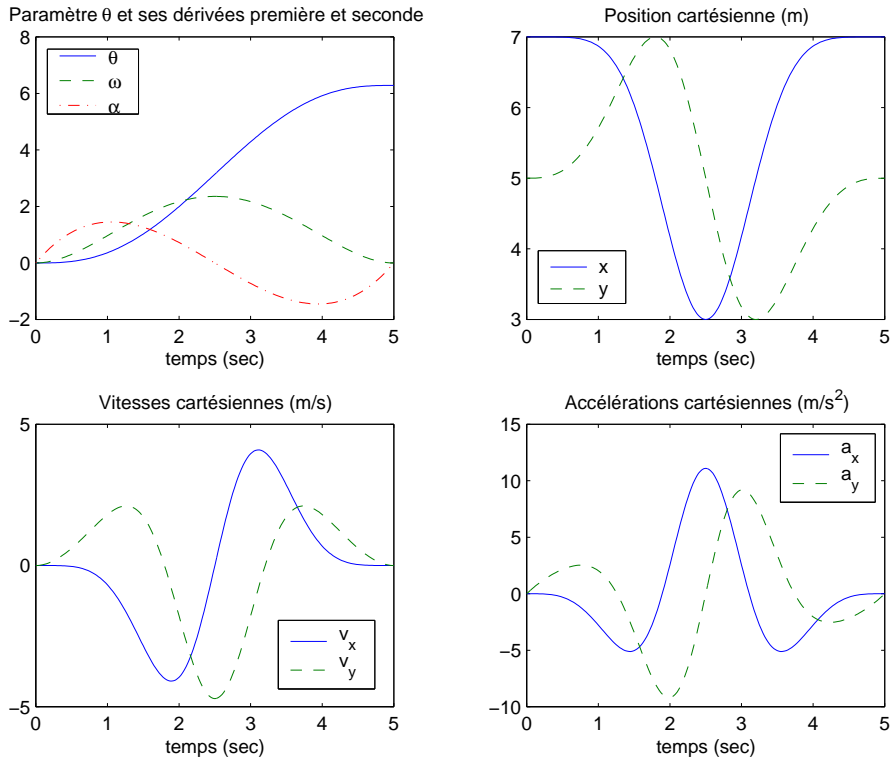 Paramètre θ et ses dérivées première et seconde
8
6
4
2
0
−2
θ
ω
α
0 1 2 3 4 5
temps (sec)
Position cartésienne (m)
7
6
5
4
3
x
y
0 1 2 3 4 5
temps (sec)
Vitesses cartésiennes (m/s)
5
0
−5
v_x
v_y
0 1 2 3 4 5
temps (sec)
Accélérations cartésiennes (m/s²)
15
10
5
0
−5
−10
a_x
a_y
0 1 2 3 4 5
temps (sec)